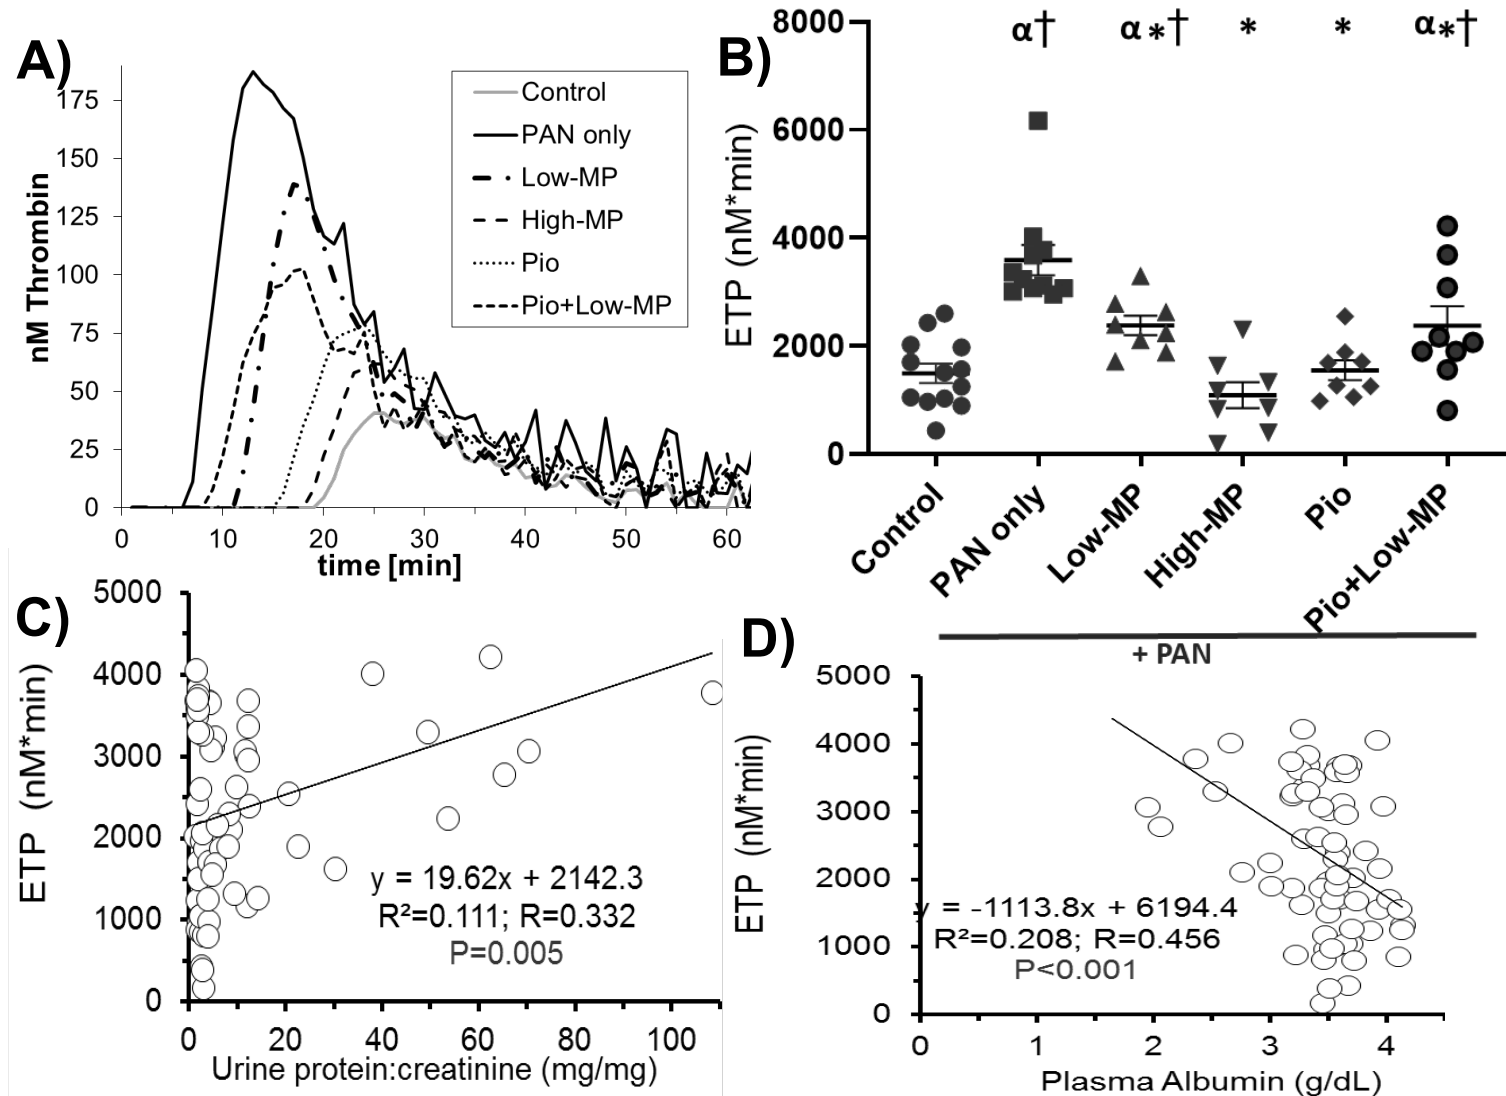 A)
175
150
125
100
75
50
25
0
nM Thrombin
0 10 20 30 40 50 60
time [min]
Control
PAN only
Low-MP
High-MP
Pio
Pio+Low-MP
B)
α† α*† * * α*†
8000
6000
4000
2000
0
ETP (nM*min)
Control PAN only Low-MP High-MP Pio Pio+Low-MP
+ PAN
C)
5000
4000
3000
2000
1000
0
ETP (nM*min)
y = 19.62x + 2142.3
R²=0.111; R=0.332
P=0.005
0 20 40 60 80 100
Urine protein:creatinine (mg/mg)
D)
5000
4000
3000
2000
1000
0
ETP (nM*min)
y = -1113.8x + 6194.4
R²=0.208; R=0.456
P<0.001
0 1 2 3 4
Plasma Albumin (g/dL)